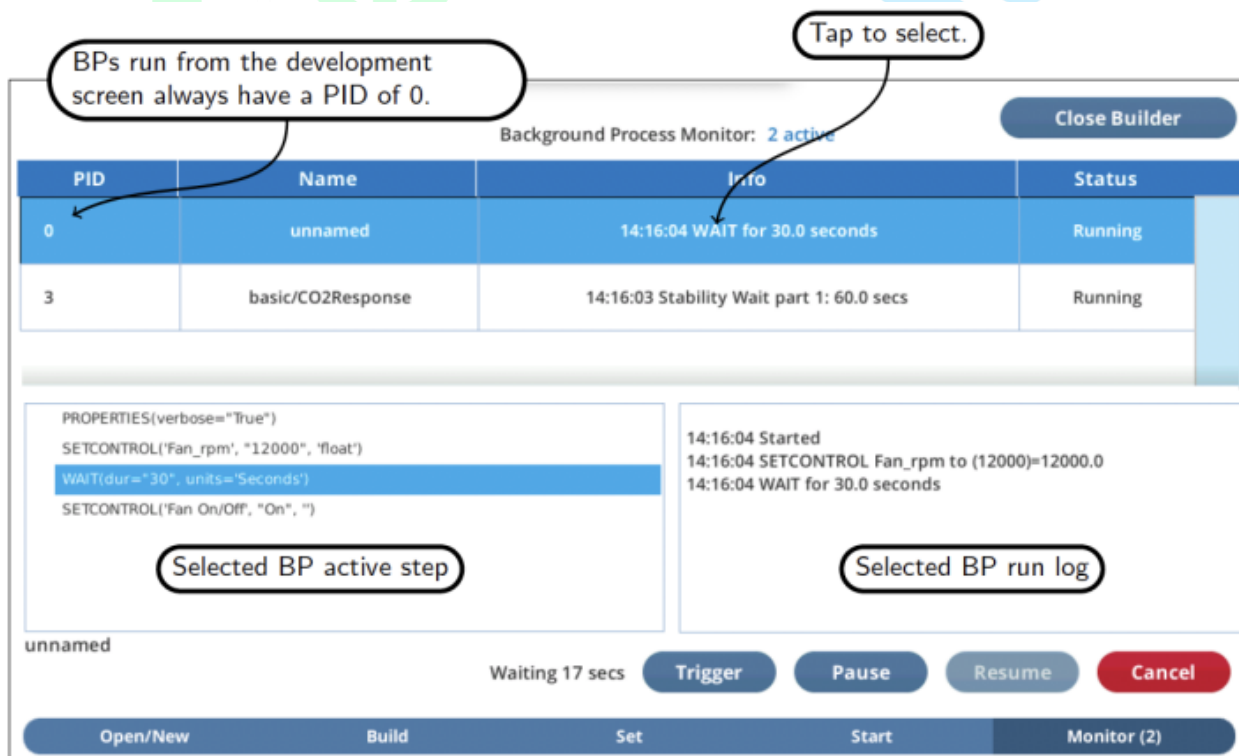 Tap to select.
BPs run from the development
screen always have a PID of 0.
Close Builder
Background Process Monitor: 2 active
PID Name Info Status
0 unnamed 14:16:04 WAIT for 30.0 seconds Running
3 basic/CO2Response 14:16:03 Stability Wait part 1: 60.0 secs Running
PROPERTIES(verbose="True")
SETCONTROL('Fan_rpm', "12000", 'float')
WAIT(dur="30", units='Seconds')
SETCONTROL('Fan On/Off', "On", '')
Selected BP active step
14:16:04 Started
14:16:04 SETCONTROL Fan_rpm to (12000)=12000.0
14:16:04 WAIT for 30.0 seconds
Selected BP run log
unnamed
Waiting 17 secs Trigger Pause Resume Cancel
Open/New Build Set Start Monitor (2)